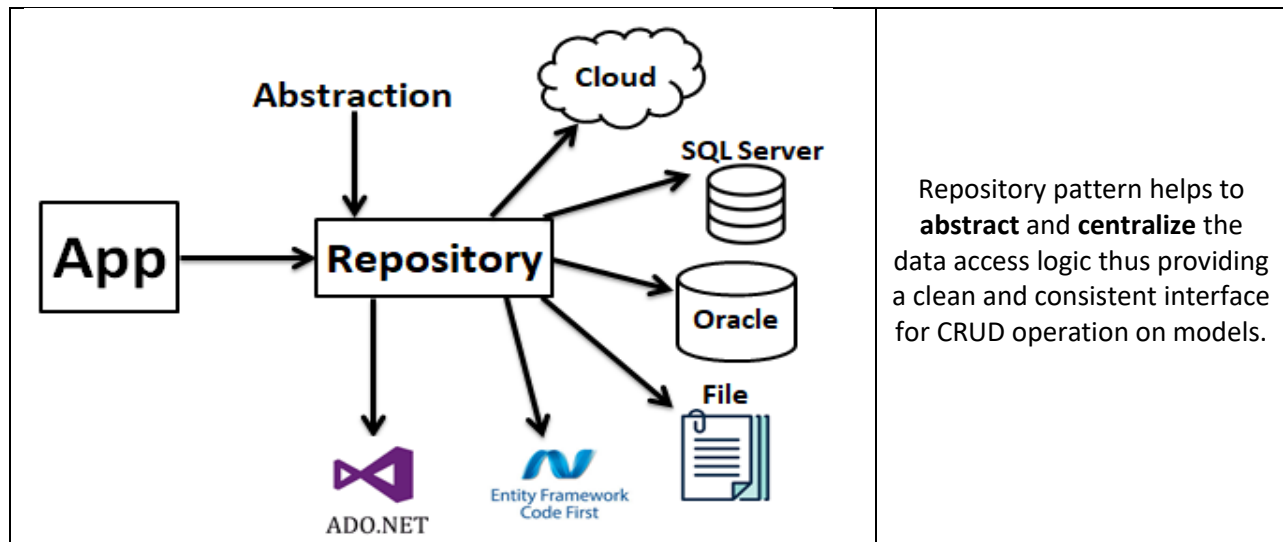 Cloud
Abstraction
SQL Server
App
Repository
Oracle
File
ADO.NET
Entity Framework
Code First
Repository pattern helps to
abstract and centralize the
data access logic thus providing
a clean and consistent interface
for CRUD operation on models.